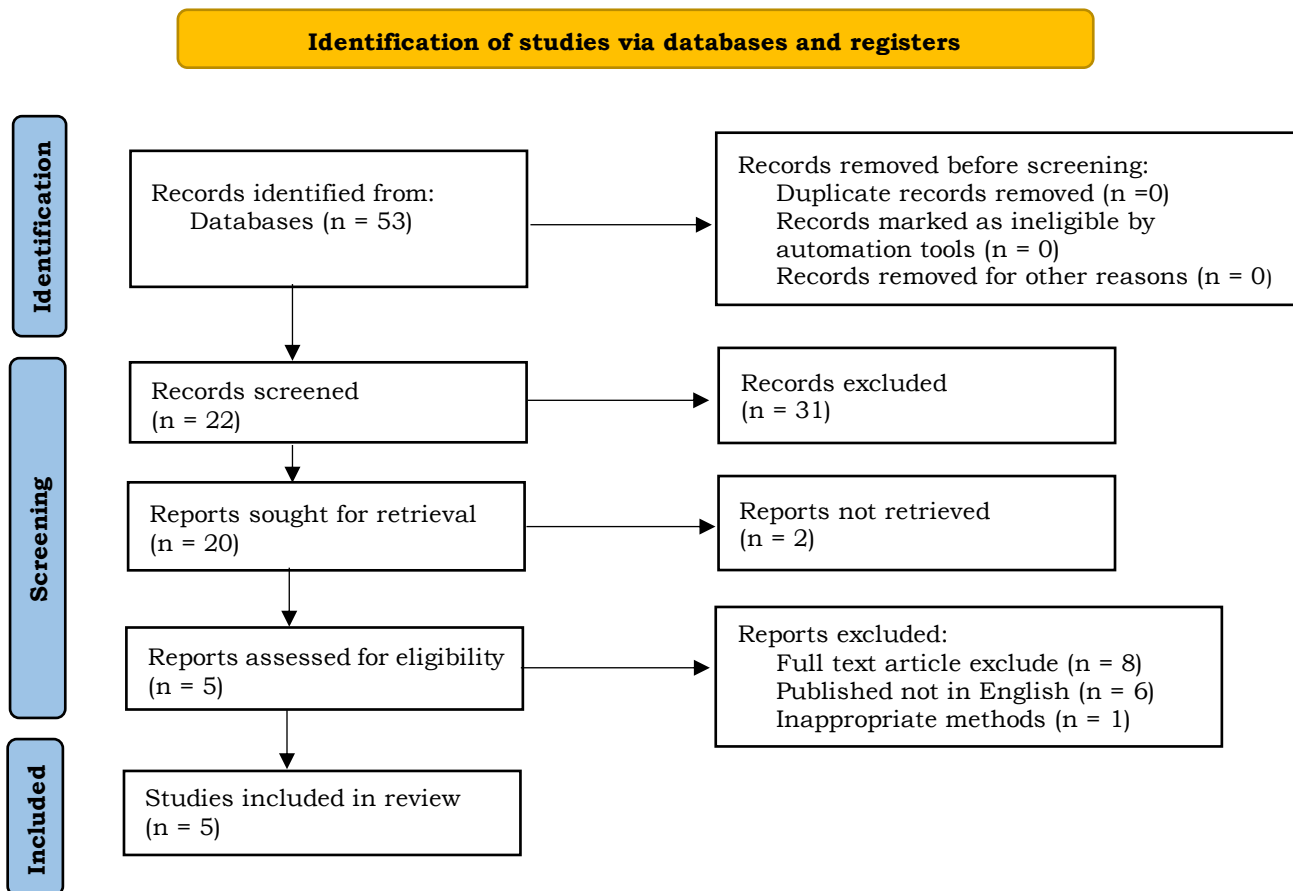 Identification of studies via databases and registers
Identification
Records identified from:
Databases (n = 53)
Records removed before screening:
Duplicate records removed (n =0)
Records marked as ineligible by
automation tools (n = 0)
Records removed for other reasons (n = 0)
Screening
Records screened
(n = 22)
Records excluded
(n = 31)
Reports sought for retrieval
(n = 20)
Reports not retrieved
(n = 2)
Reports assessed for eligibility
(n = 5)
Reports excluded:
Full text article exclude (n = 8)
Published not in English (n = 6)
Inappropriate methods (n = 1)
Included
Studies included in review
(n = 5)